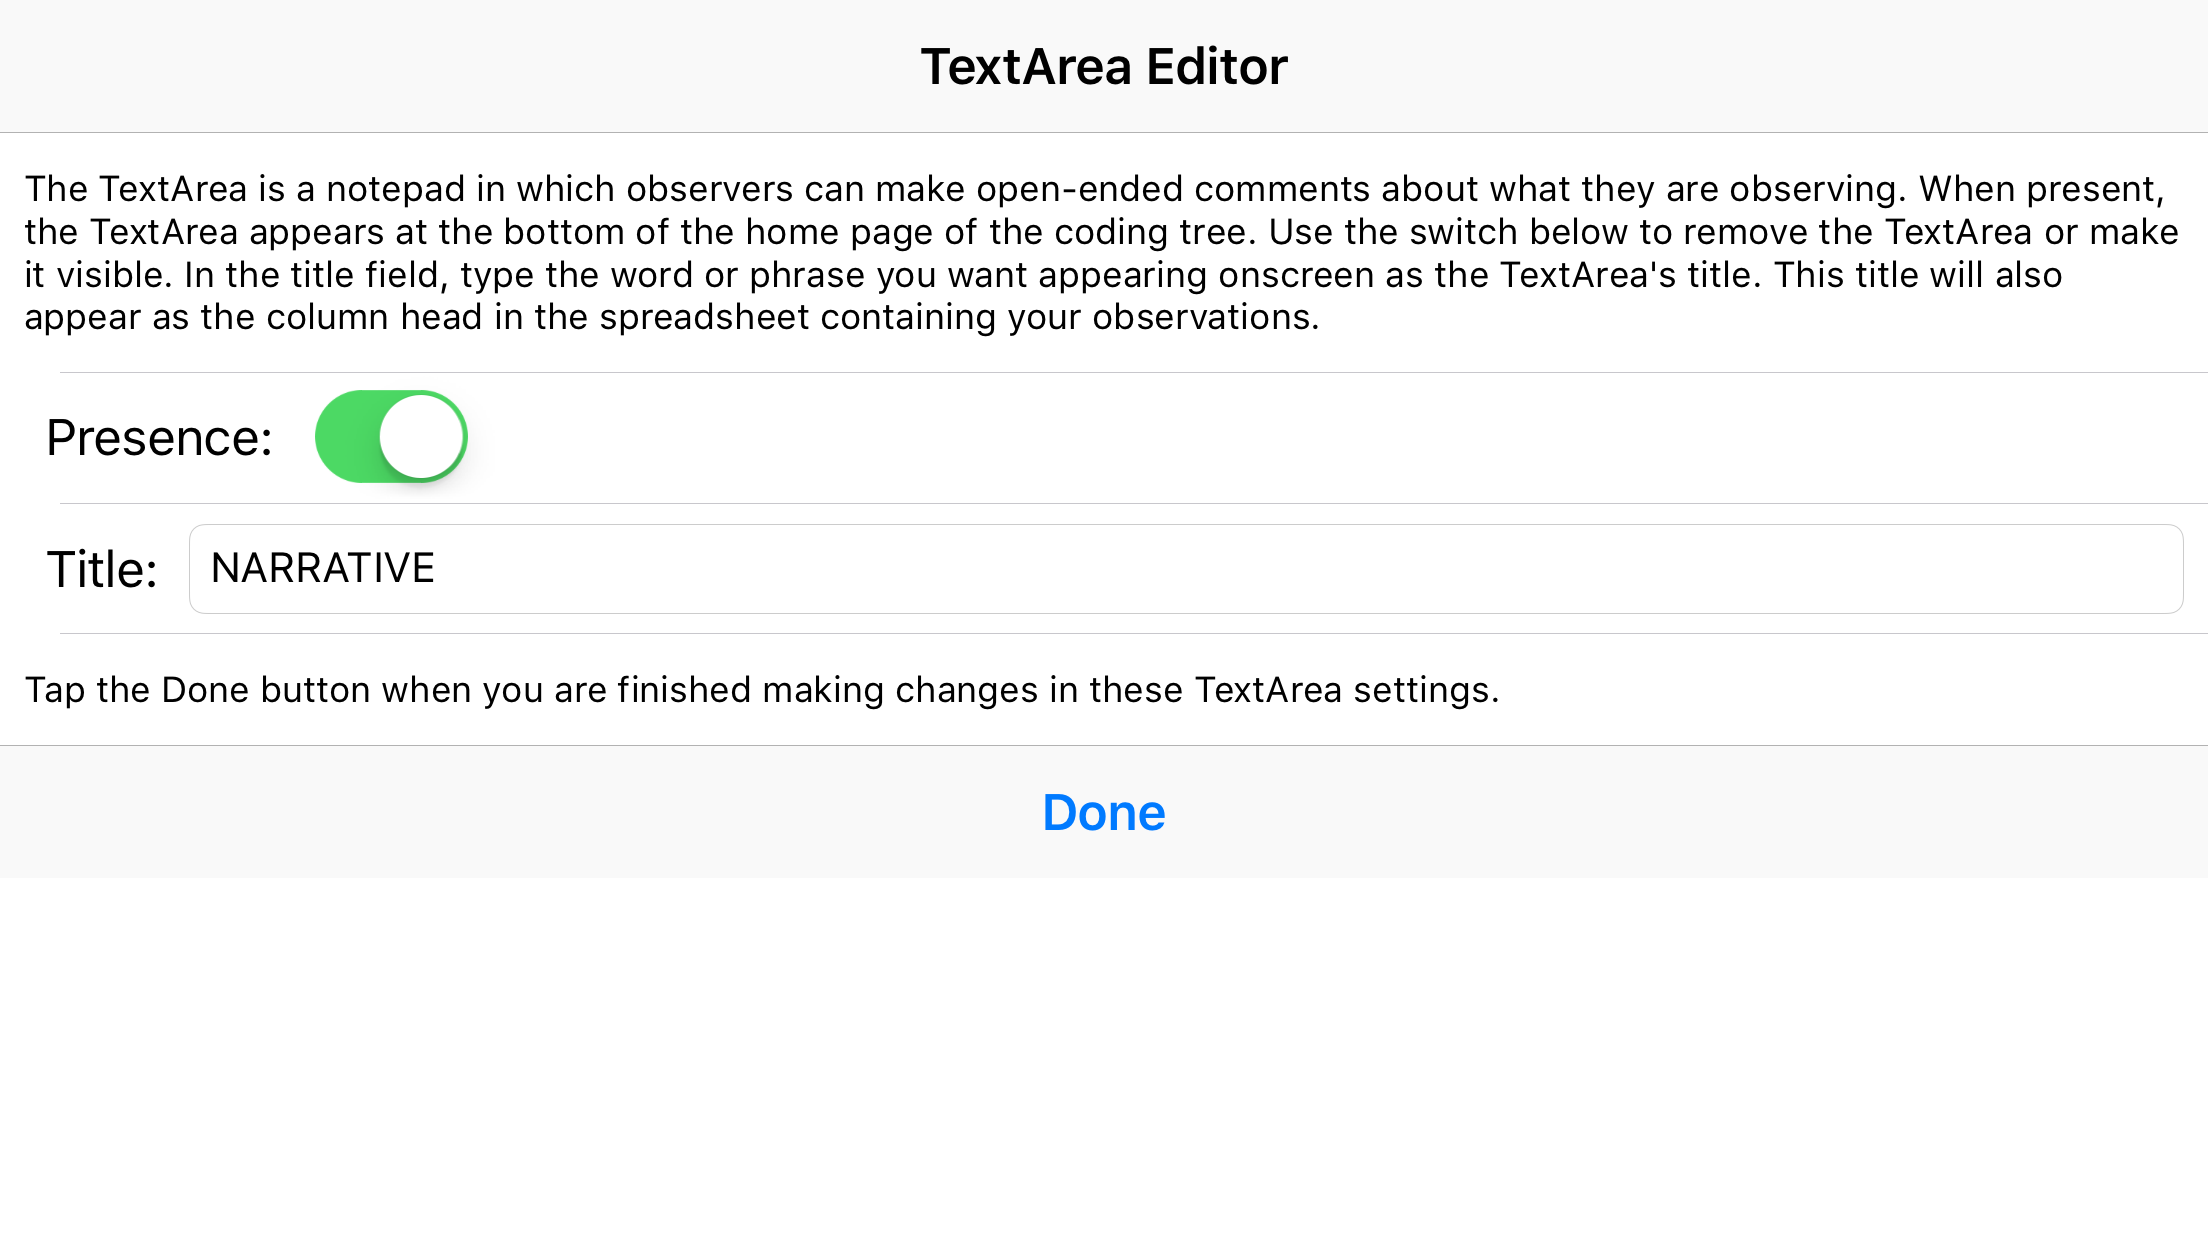 TextArea Editor
The TextArea is a notepad in which observers can make open-ended comments about what they are observing. When present,
the TextArea appears at the bottom of the home page of the coding tree. Use the switch below to remove the TextArea or make
it visible. In the title field, type the word or phrase you want appearing onscreen as the TextArea's title. This title will also
appear as the column head in the spreadsheet containing your observations.
Presence:
Title: NARRATIVE
Tap the Done button when you are finished making changes in these TextArea settings.
Done